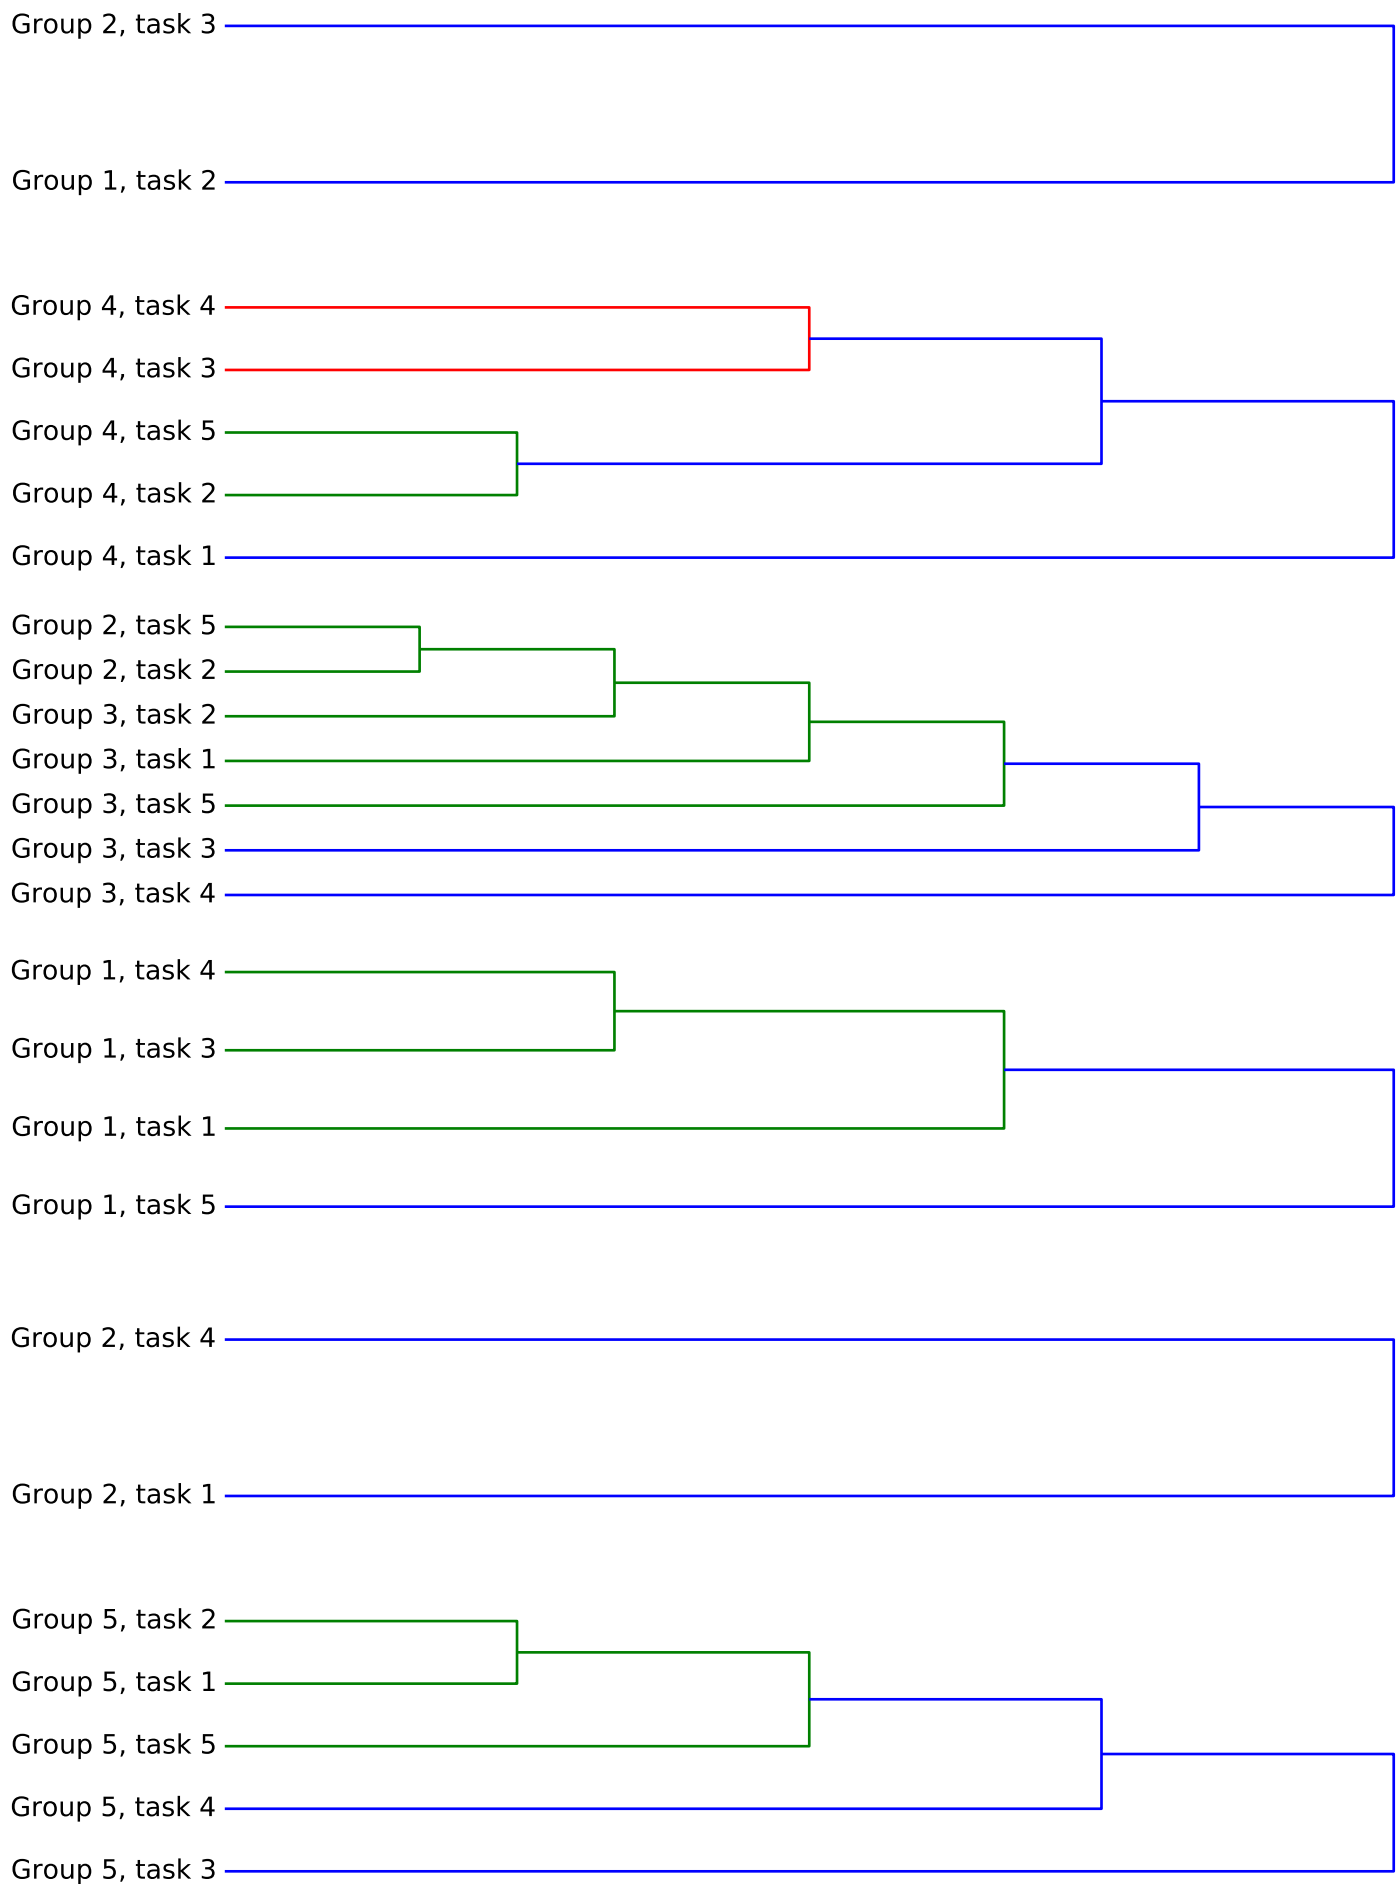 Group 2, task 3
Group 1, task 2
Group 4, task 4
Group 4, task 3
Group 4, task 5
Group 4, task 2
Group 4, task 1
Group 2, task 5
Group 2, task 2
Group 3, task 2
Group 3, task 1
Group 3, task 5
Group 3, task 3
Group 3, task 4
Group 1, task 4
Group 1, task 3
Group 1, task 1
Group 1, task 5
Group 2, task 4
Group 2, task 1
Group 5, task 2
Group 5, task 1
Group 5, task 5
Group 5, task 4
Group 5, task 3